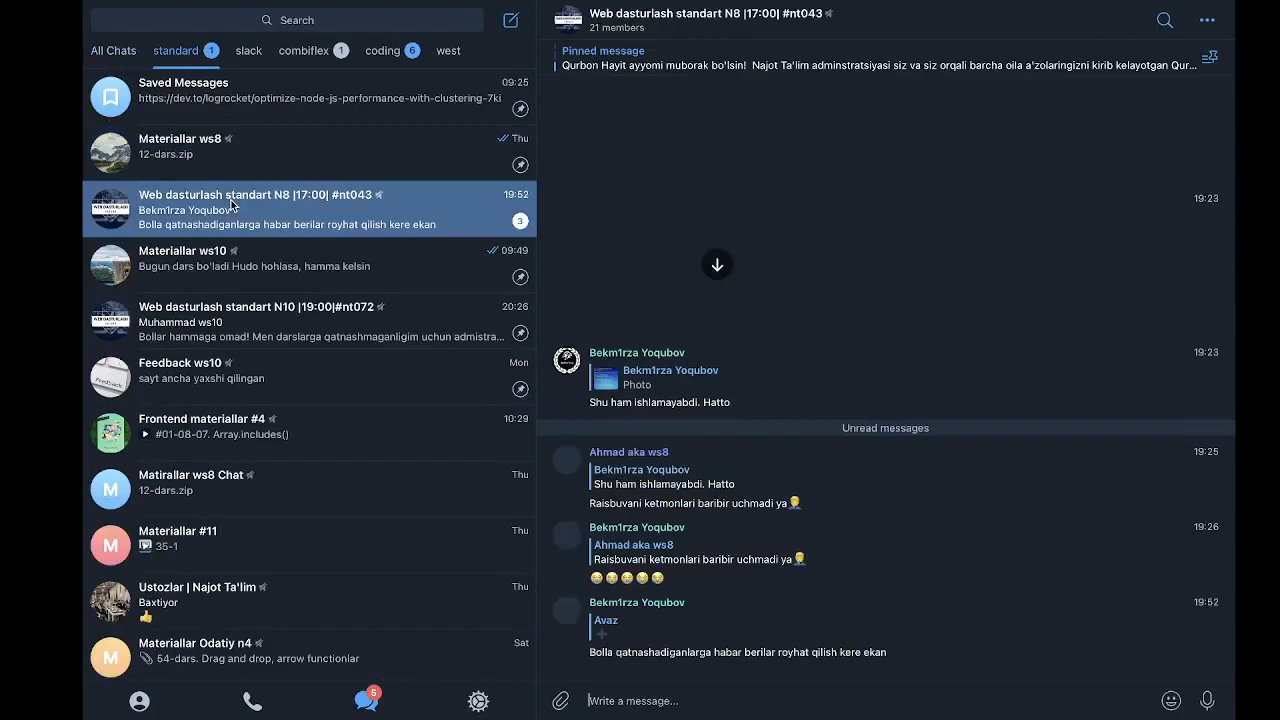 Search
All Chats
standard 1
slack
combiflex 1
coding 6
west
Saved Messages 09:25
https://dev.to/logrocket/optimize-node-js-performance-with-clustering-7ki
Materiallar ws8 Thu
12-dars.zip
Web dasturlash standart N8 |17:00| #nt043 19:52
Bekm1rza Yoqubov
Bolla qatnashadiganlarga habar berilar royhat qilish kere ekan 3
Materiallar ws10 09:49
Bugun dars bo'ladi Hudo hohlasa, hamma kelsin
Web dasturlash standart N10 |19:00|#nt072 20:26
Muhammad ws10
Bollar hammaga omad! Men darslarga qatnashmaganligim uchun admistra...
Feedback ws10 Mon
sayt ancha yaxshi qilingan
Frontend materiallar #4 10:29
#01-08-07. Array.includes()
Matirallar ws8 Chat Thu
M 12-dars.zip
Materiallar #11 Thu
M 35-1
Ustozlar | Najot Ta'lim Thu
Baxtiyor
👍
Materiallar Odatiy n4 Sat
M 54-dars. Drag and drop, arrow functionlar
5
Web dasturlash standart N8 |17:00| #nt043
21 members
Pinned message
Qurbon Hayit ayyomi muborak bo'lsin! Najot Ta'lim adminstratsiyasi siz va siz orqali barcha oila a'zolaringizni kirib kelayotgan Qur...
19:23
Bekm1rza Yoqubov 19:23
Bekm1rza Yoqubov
Photo
Shu ham ishlamayabdi. Hatto
Unread messages
Ahmad aka ws8 19:25
Bekm1rza Yoqubov
Shu ham ishlamayabdi. Hatto
Raisbuvani ketmonlari baribir uchmadi ya🤦‍♂️
Bekm1rza Yoqubov 19:26
Ahmad aka ws8
Raisbuvani ketmonlari baribir uchmadi ya🤦‍♂️
😭😭😭😭😭
Bekm1rza Yoqubov 19:52
Avaz
➕
Bolla qatnashadiganlarga habar berilar royhat qilish kere ekan
Write a message...